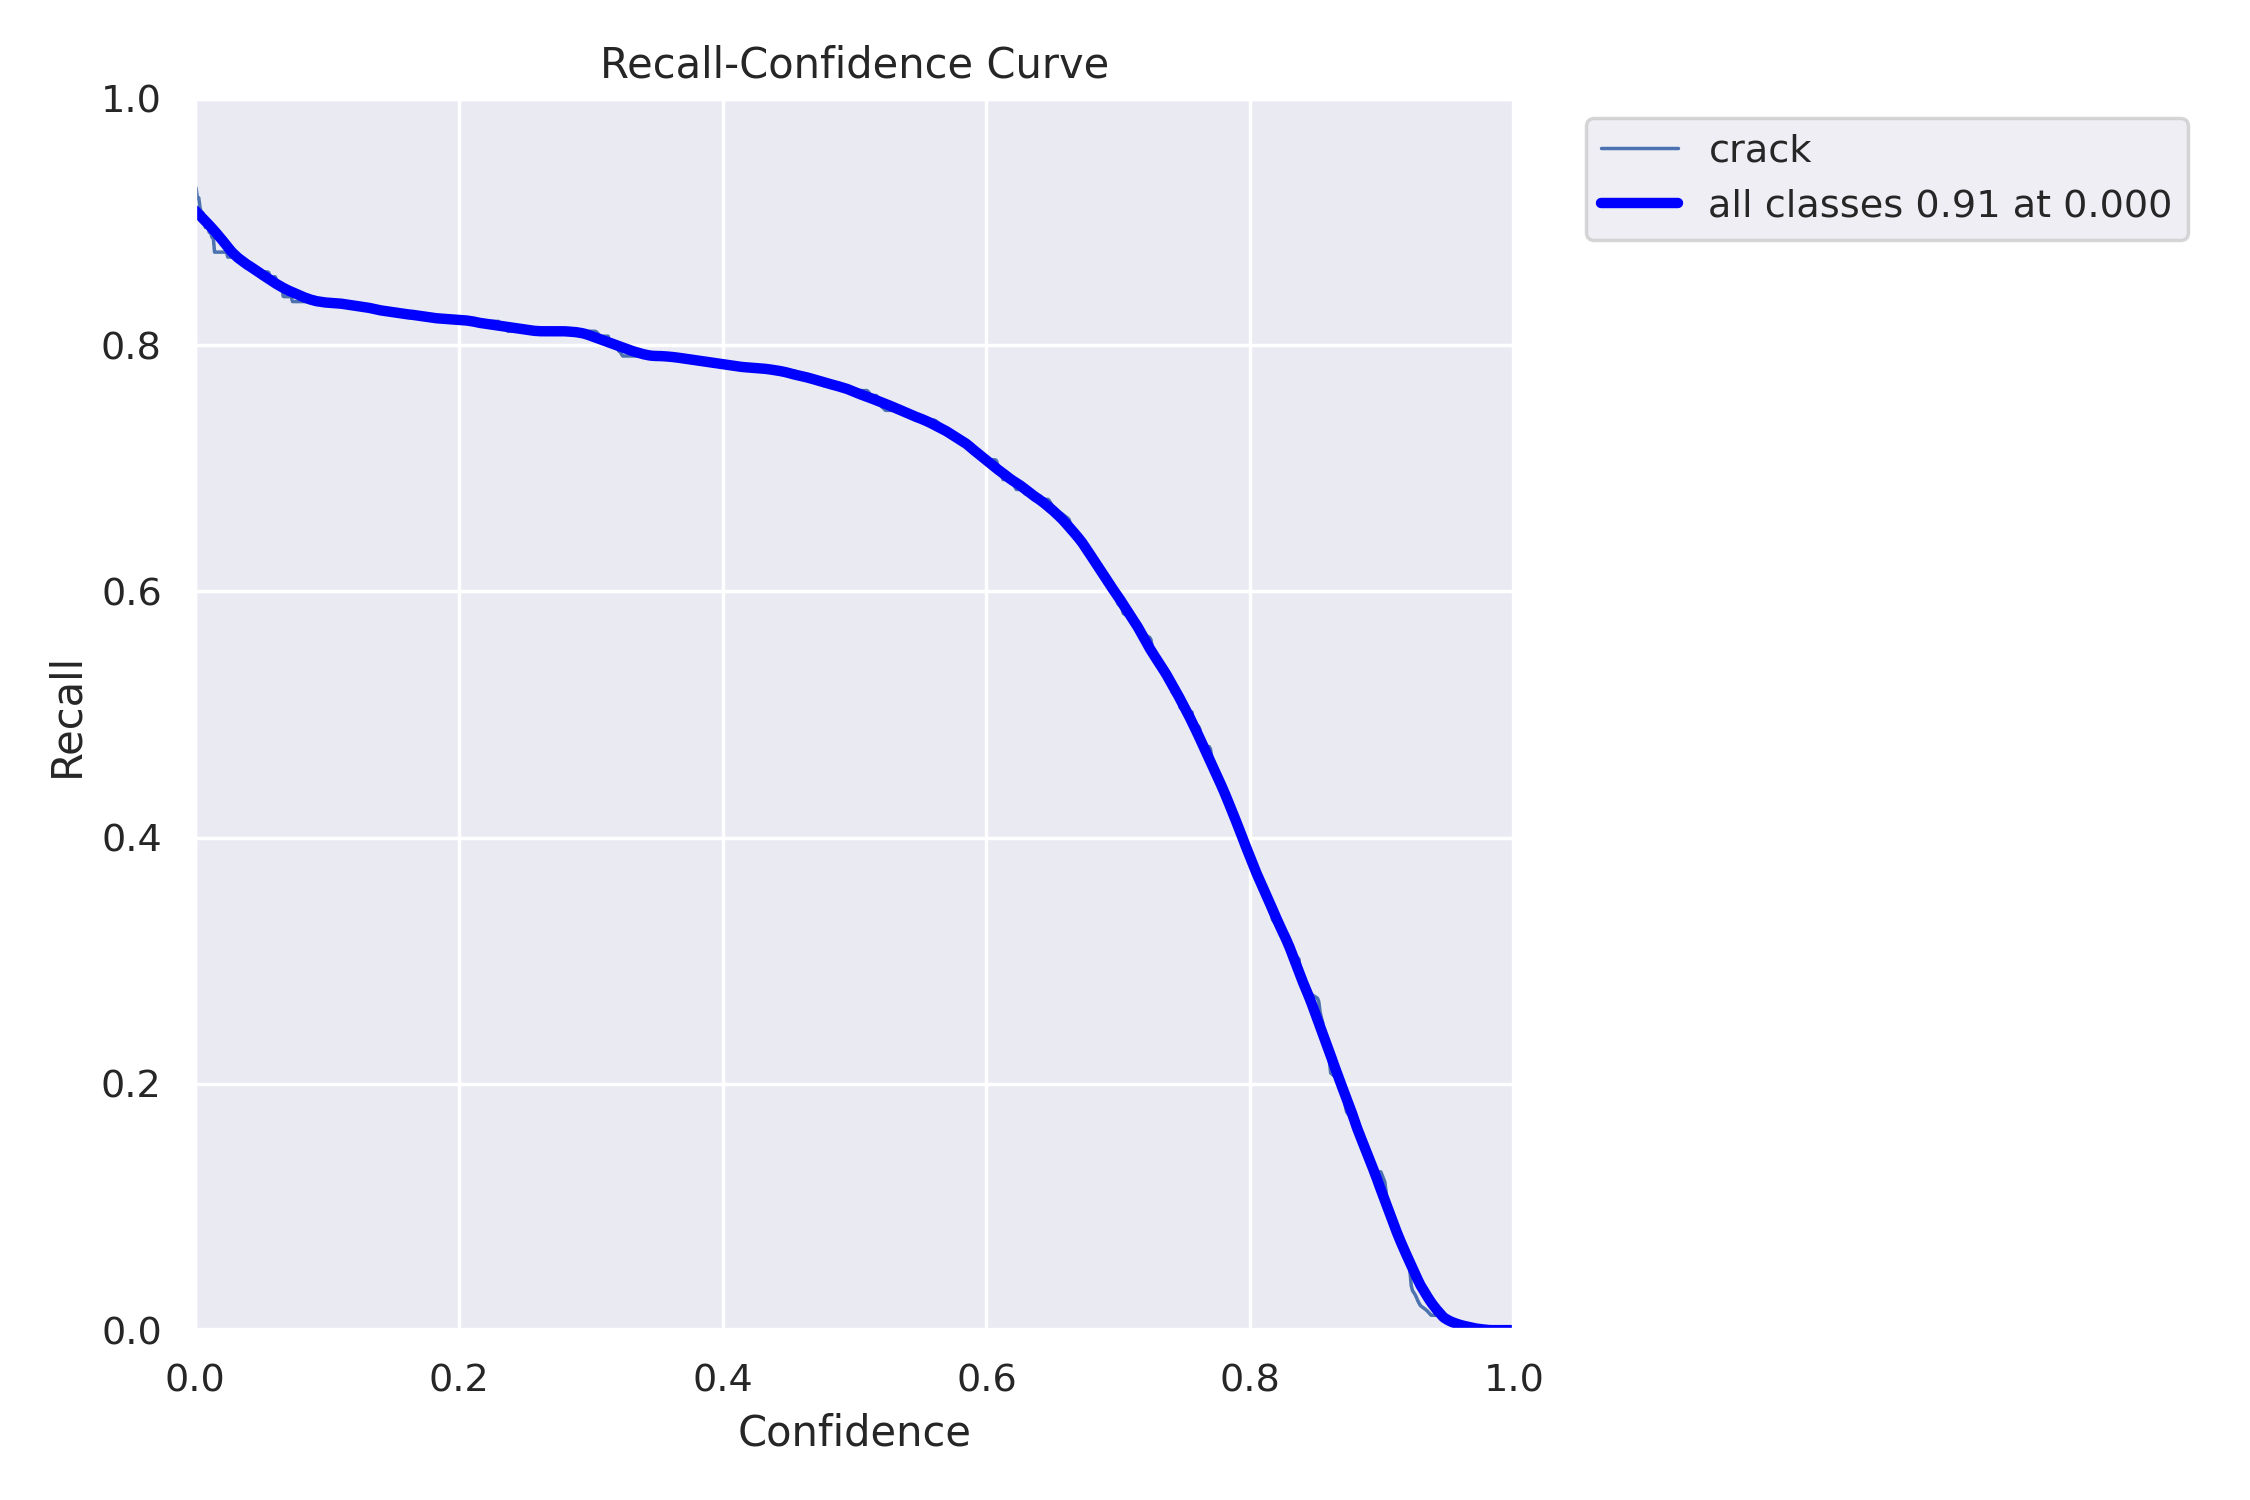 Recall-Confidence Curve
1.0
0.8
0.6
0.4
0.2
0.0
Recall
0.0 0.2 0.4 0.6 0.8 1.0
Confidence
crack
all classes 0.91 at 0.000